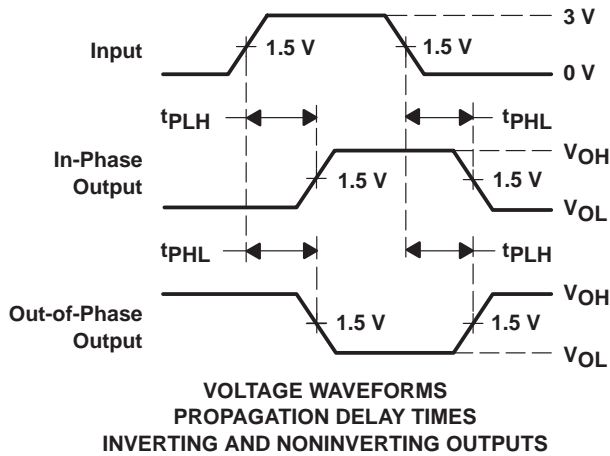 3 V
Input
1.5 V
1.5 V
0 V
tPLH
tPHL
In-Phase
Output
VOH
1.5 V
1.5 V
VOL
tPHL
tPLH
Out-of-Phase
Output
VOH
1.5 V
1.5 V
VOL
VOLTAGE WAVEFORMS
PROPAGATION DELAY TIMES
INVERTING AND NONINVERTING OUTPUTS